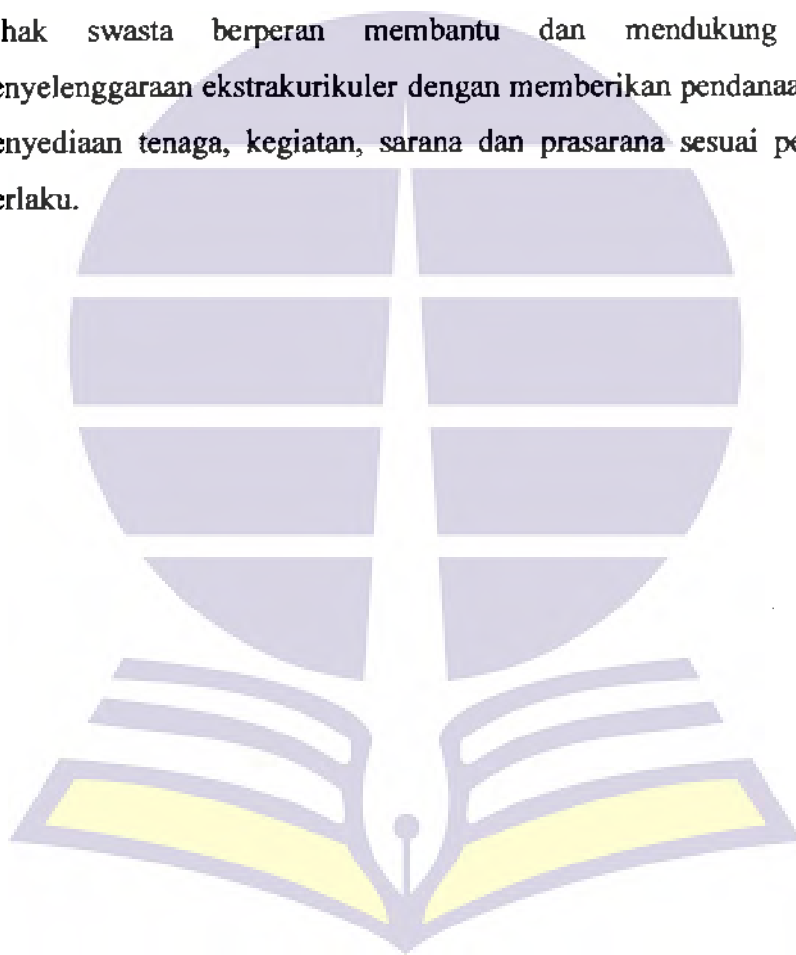 hak swasta berperan membantu dan mendukung
enyelenggaraan ekstrakurikuler dengan memberikan pendanaa
enyediaan tenaga, kegiatan, sarana dan prasarana sesuai pe
erlaku.